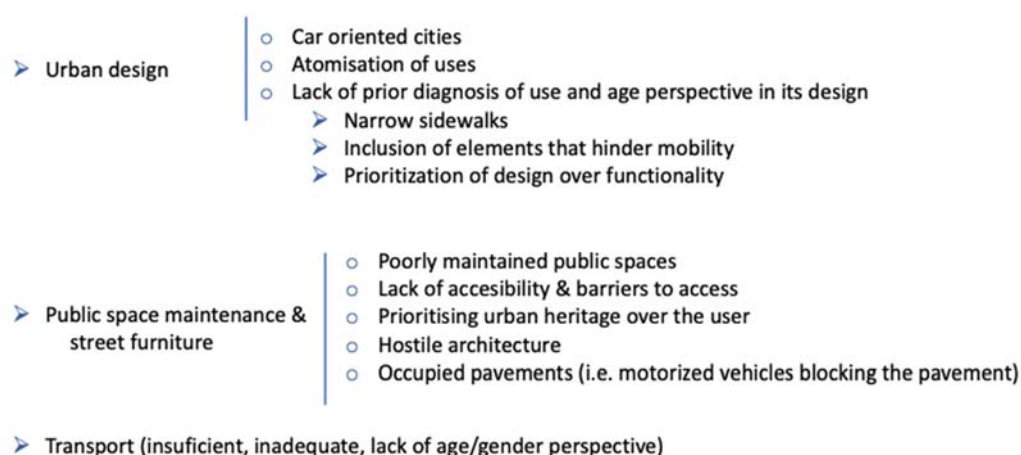 Urban design
Car oriented cities
Atomisation of uses
Lack of prior diagnosis of use and age perspective in its design
Narrow sidewalks
Inclusion of elements that hinder mobility
Prioritization of design over functionality
Public space maintenance &
street furniture
Poorly maintained public spaces
Lack of accesibility & barriers to access
Prioritising urban heritage over the user
Hostile architecture
Occupied pavements (i.e. motorized vehicles blocking the pavement)
Transport (insuficient, inadequate, lack of age/gender perspective)